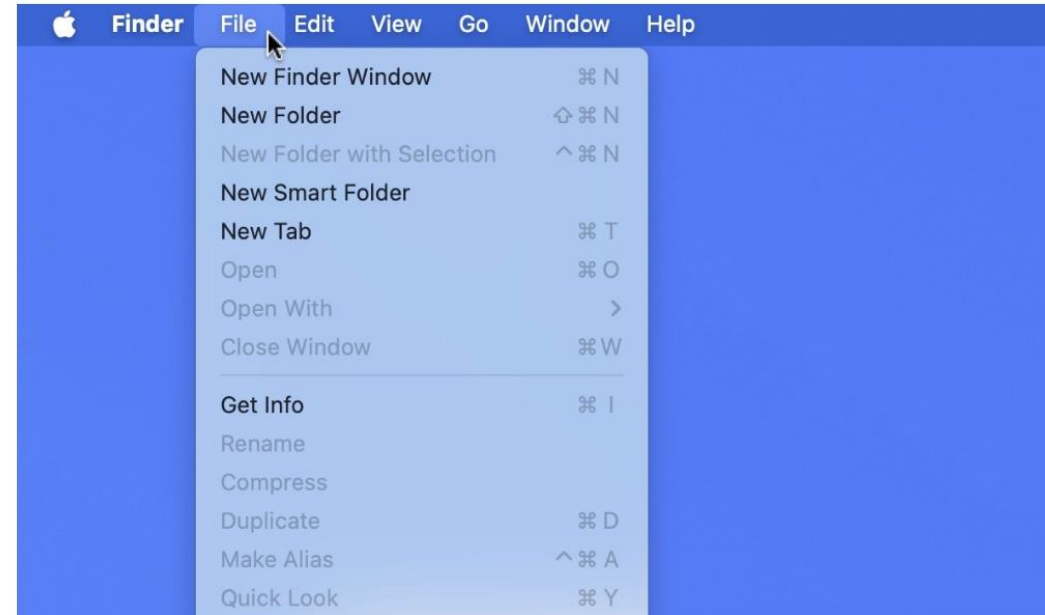 Finder File Edit View Go Window Help
New Finder Window ⌘ N
New Folder ⇧ ⌘ N
New Folder with Selection ^ ⌘ N
New Smart Folder
New Tab ⌘ T
Open ⌘ O
Open With >
Close Window ⌘ W
Get Info ⌘ I
Rename
Compress
Duplicate ⌘ D
Make Alias ^ ⌘ A
Quick Look ⌘ Y